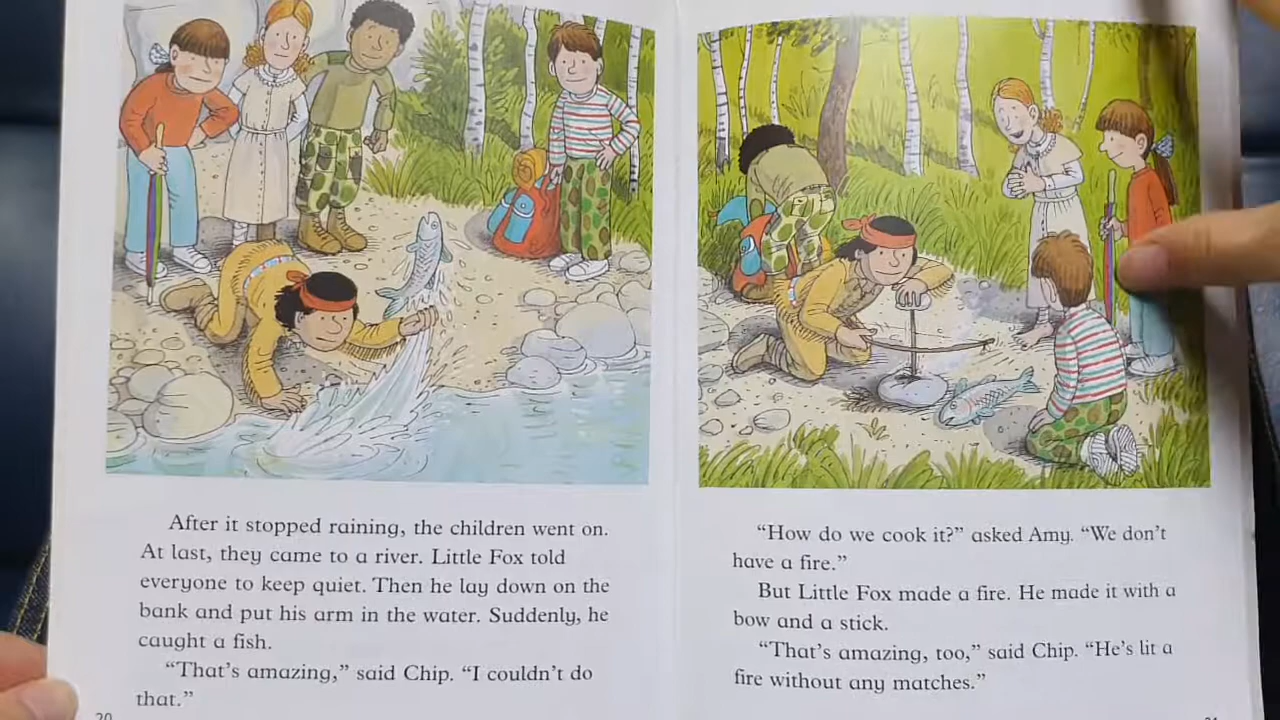 After it stopped raining, the children went on.
At last, they came to a river. Little Fox told
everyone to keep quiet. Then he lay down on the
bank and put his arm in the water. Suddenly, he
caught a fish.
“That’s amazing,” said Chip. “I couldn’t do
that.”
20
“How do we cook it?” asked Amy. “We don’t
have a fire.”
But Little Fox made a fire. He made it with a
bow and a stick.
“That’s amazing, too,” said Chip. “He’s lit a
fire without any matches.”